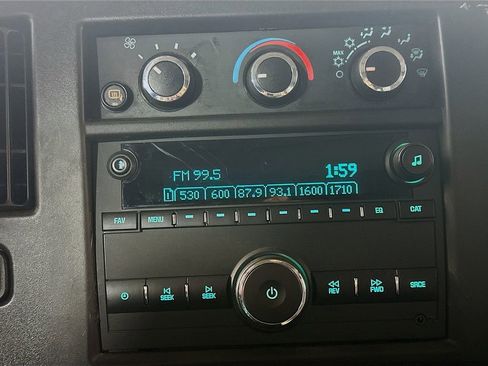 MAX
FM 99.5 1:59
1 530 600 87.9 93.1 1600 1710
FAV MENU EQ CAT
SEEK SEEK REV FWD SRCE